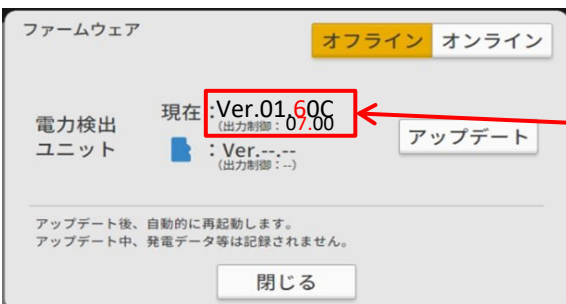 ファームウェア
オフライン オンライン
電力検出
ユニット
現在:Ver.01.60C
(出力制御:07.00
:Ver.--.--
(出力制御:--)
アップデート
アップデート後、自動的に再起動します。
アップデート中、発電データ等は記録されません。
閉じる